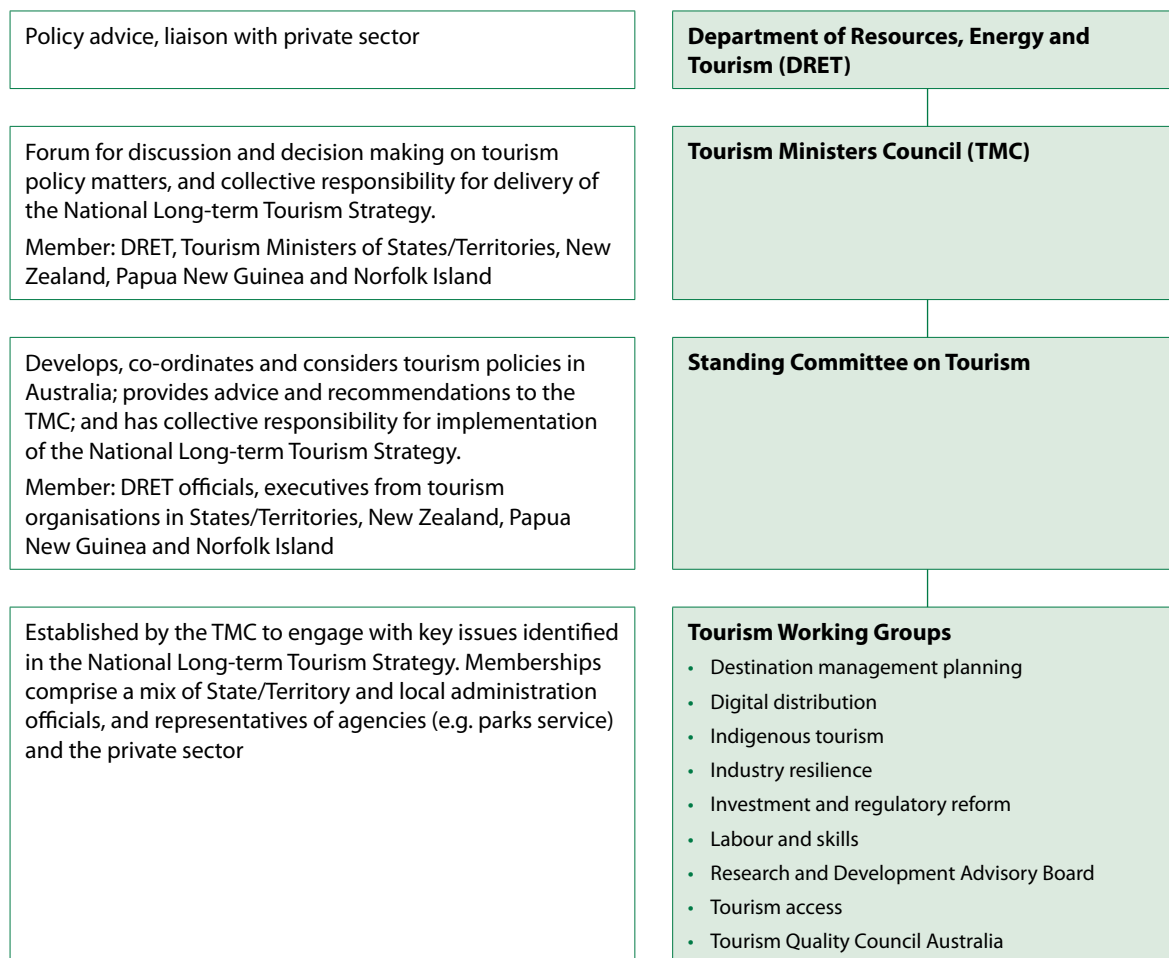 Policy advice, liaison with private sector
Department of Resources, Energy and
Tourism (DRET)
Forum for discussion and decision making on tourism
policy matters, and collective responsibility for delivery of
the National Long-term Tourism Strategy.
Member: DRET, Tourism Ministers of States/Territories, New
Zealand, Papua New Guinea and Norfolk Island
Tourism Ministers Council (TMC)
Develops, co-ordinates and considers tourism policies in
Australia; provides advice and recommendations to the
TMC; and has collective responsibility for implementation
of the National Long-term Tourism Strategy.
Member: DRET officials, executives from tourism
organisations in States/Territories, New Zealand, Papua
New Guinea and Norfolk Island
Standing Committee on Tourism
Established by the TMC to engage with key issues identified
in the National Long-term Tourism Strategy. Memberships
comprise a mix of State/Territory and local administration
officials, and representatives of agencies (e.g. parks service)
and the private sector
Tourism Working Groups
• Destination management planning
• Digital distribution
• Indigenous tourism
• Industry resilience
• Investment and regulatory reform
• Labour and skills
• Research and Development Advisory Board
• Tourism access
• Tourism Quality Council Australia